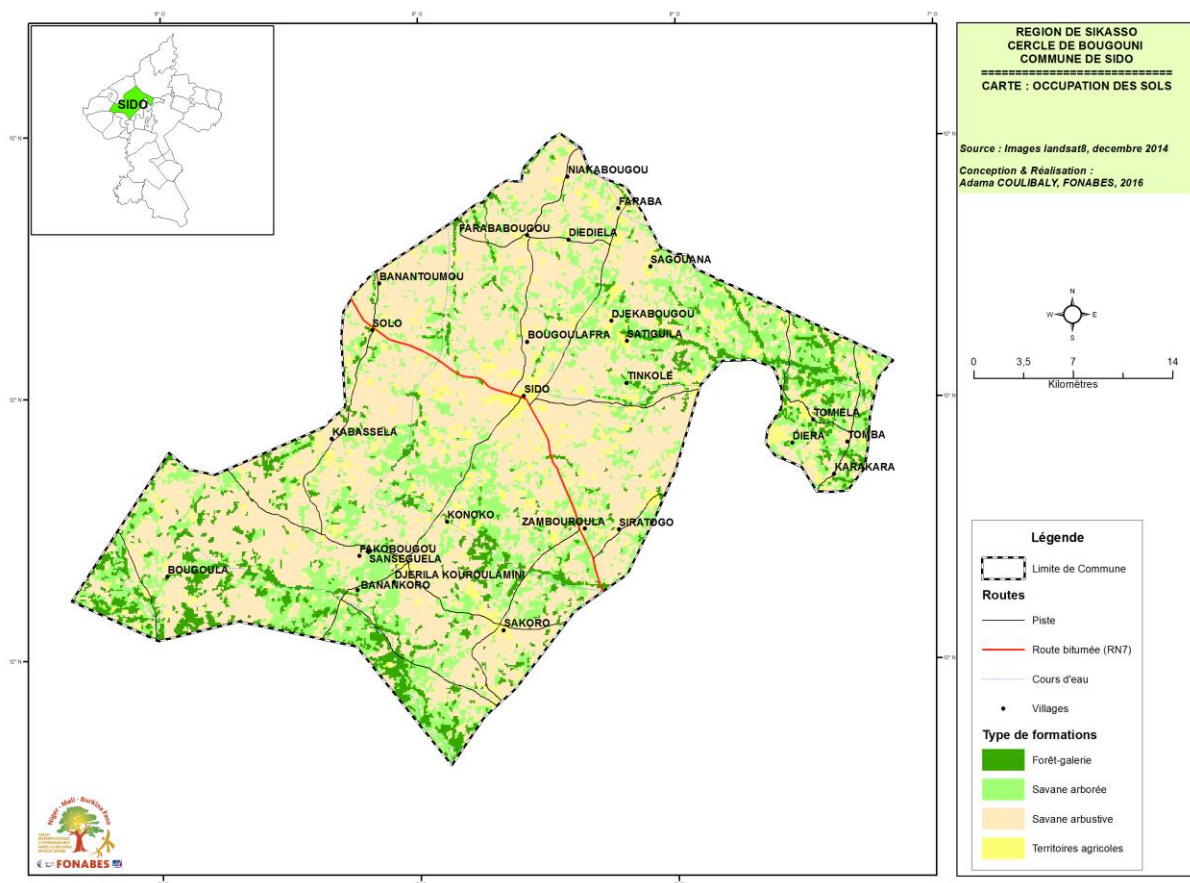 SIDO
REGION DE SIKASSO
CERCLE DE BOUGOUNI
COMMUNE DE SIDO
============================
CARTE : OCCUPATION DES SOLS
Source : Images landsat8, decembre 2014
Conception & Réalisation :
Adama COULIBALY, FONABES, 2016
N
W E
S
0 3,5 7 14
Kilomètres
NIAKABOUGOU
FARABA
FARABABOUGOU
DIEDIELA
SAGOUANA
BANANTOUMOU
DJEKABOUGOU
SOLO
BOUGOULAFRA
SATIGUILA
TINKOLE
SIDO
TOMIELA
KABASSELA
DIERA
TOMBA
KARAKARA
KONOKO
ZAMBOUROULA
SIRATOGO
FAKOBOUGOU
SANSEGUELA
BOUGOULA
DJERILA KOUROULAMINI
BANANKORO
SAKORO
Légende
Limite de Commune
Routes
Piste
Route bitumée (RN7)
Cours d'eau
Villages
Type de formations
Forêt-galerie
Savane arborée
Savane arbustive
Territoires agricoles
Niger - Mali - Burkina Faso
FONABES